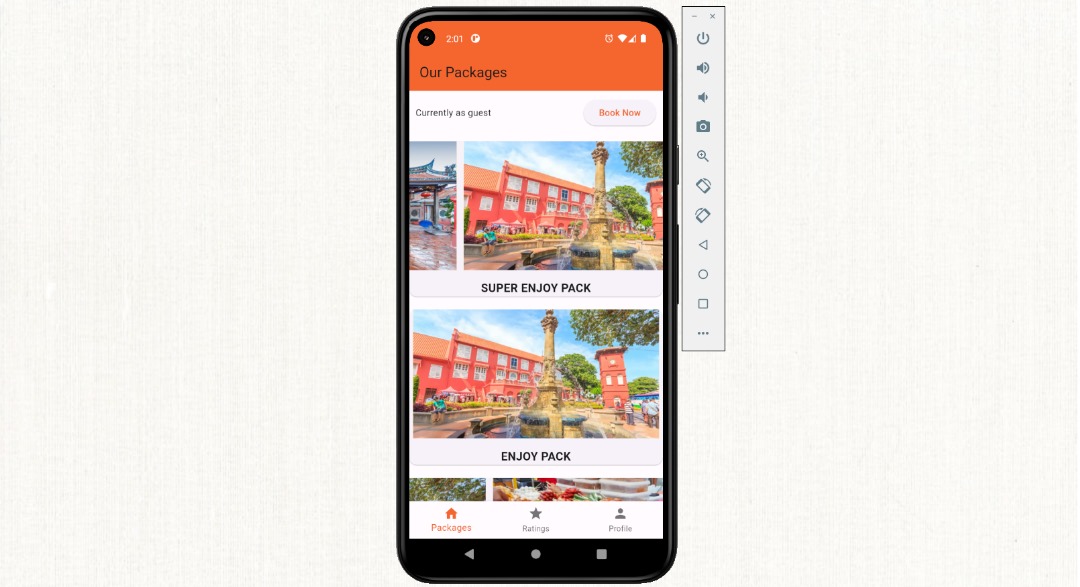 2:01
Our Packages
Currently as guest
Book Now
SUPER ENJOY PACK
ENJOY PACK
Packages
Ratings
Profile